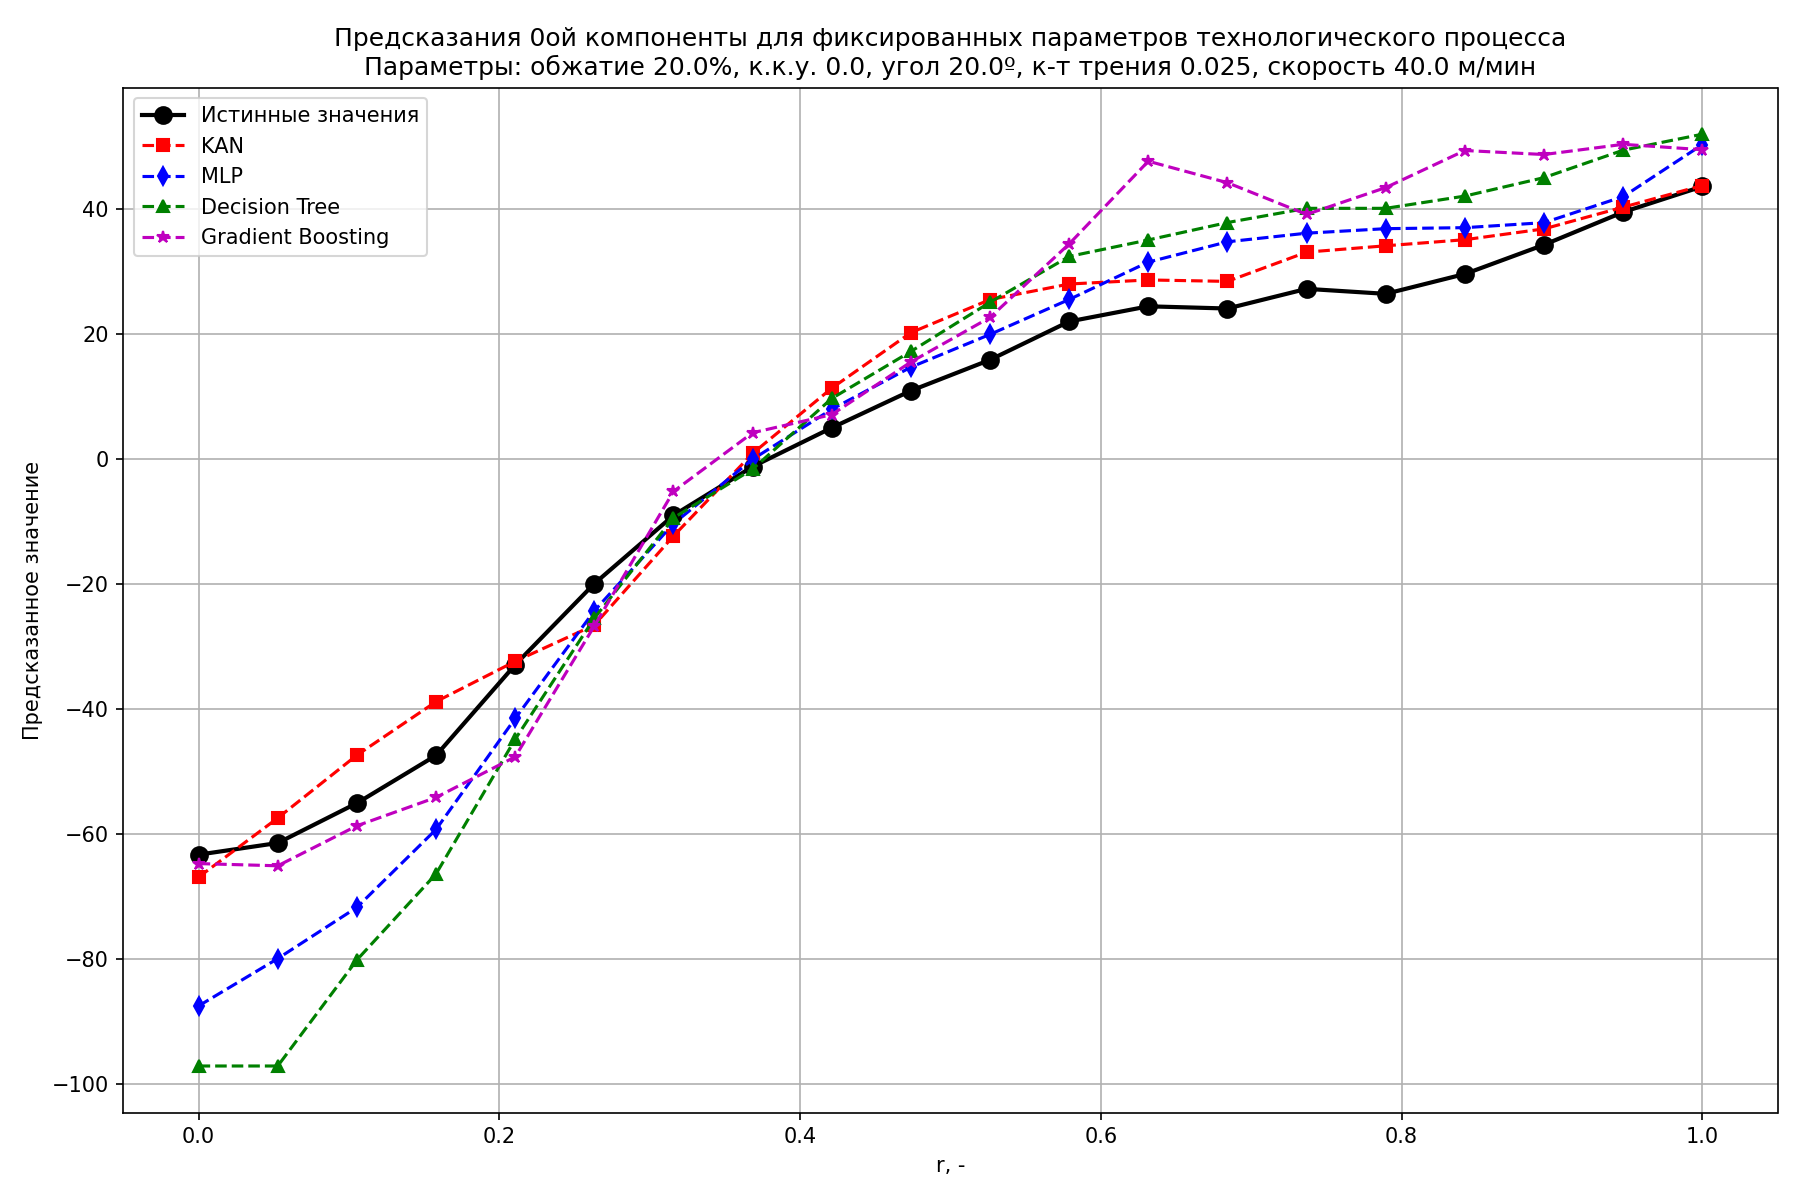 Предсказания 0ой компоненты для фиксированных параметров технологического процесса
Параметры: обжатие 20.0%, к.к.у. 0.0, угол 20.0º, к-т трения 0.025, скорость 40.0 м/мин
Истинные значения
KAN
MLP
Decision Tree
Gradient Boosting
Предсказанное значение
40
20
0
−20
−40
−60
−80
−100
0.0 0.2 0.4 0.6 0.8 1.0
r, -